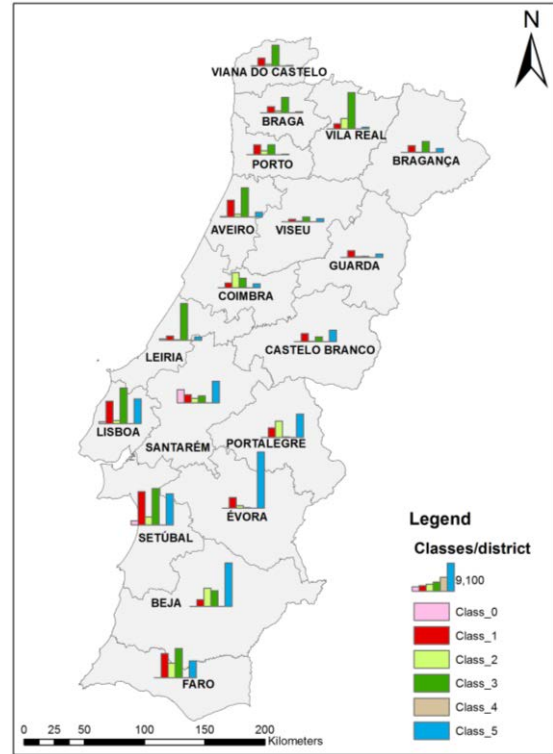 N
VIANA DO CASTELO
BRAGA
VILA REAL
BRAGANÇA
PORTO
AVEIRO
VISEU
GUARDA
COIMBRA
CASTELO BRANCO
LEIRIA
LISBOA
SANTARÉM
PORTALEGRE
ÉVORA
SETÚBAL
BEJA
FARO
Legend
Classes/district
9,100
Class_0
Class_1
Class_2
Class_3
Class_4
Class_5
0 25 50 100 150 200
Kilometers